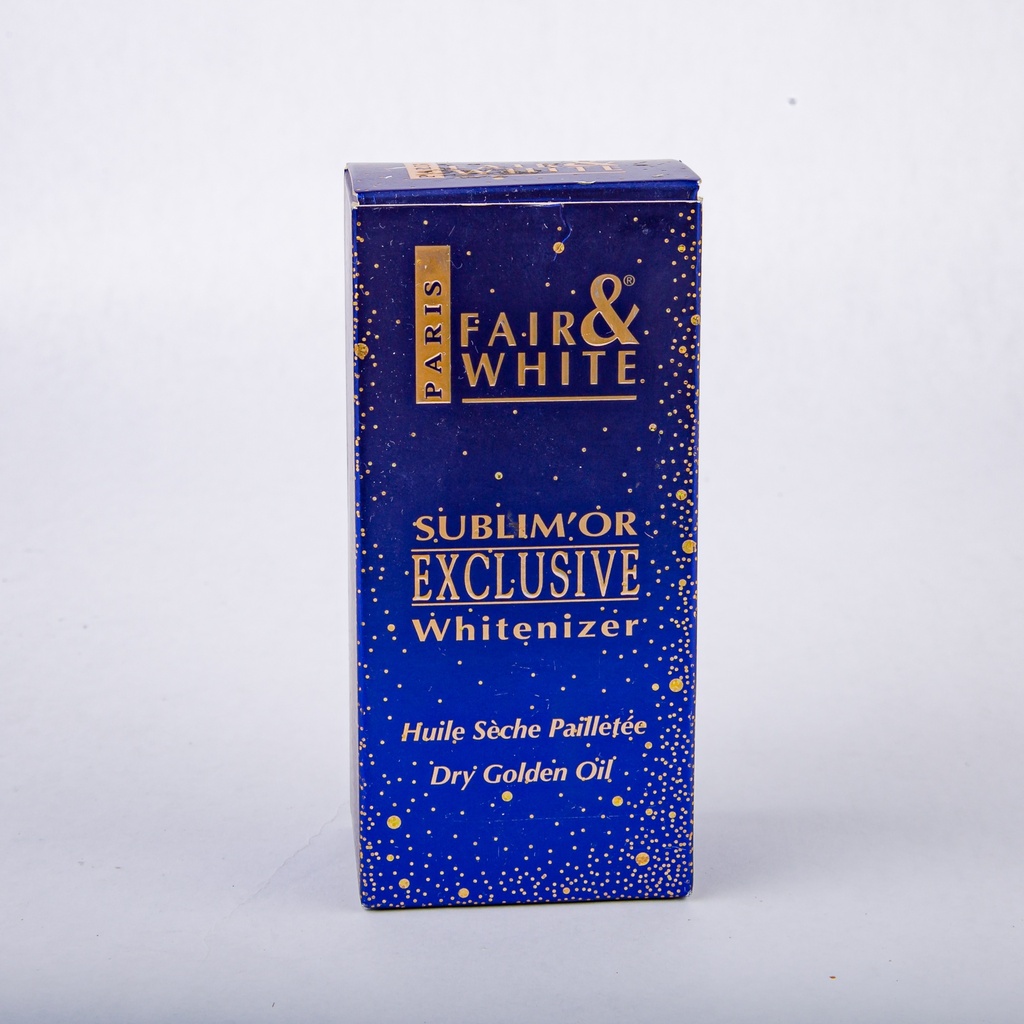 PARIS
FAIR &®
WHITE
SUBLIM'OR
EXCLUSIVE
Whitenizer
Huile Sèche Pailletée
Dry Golden Oil